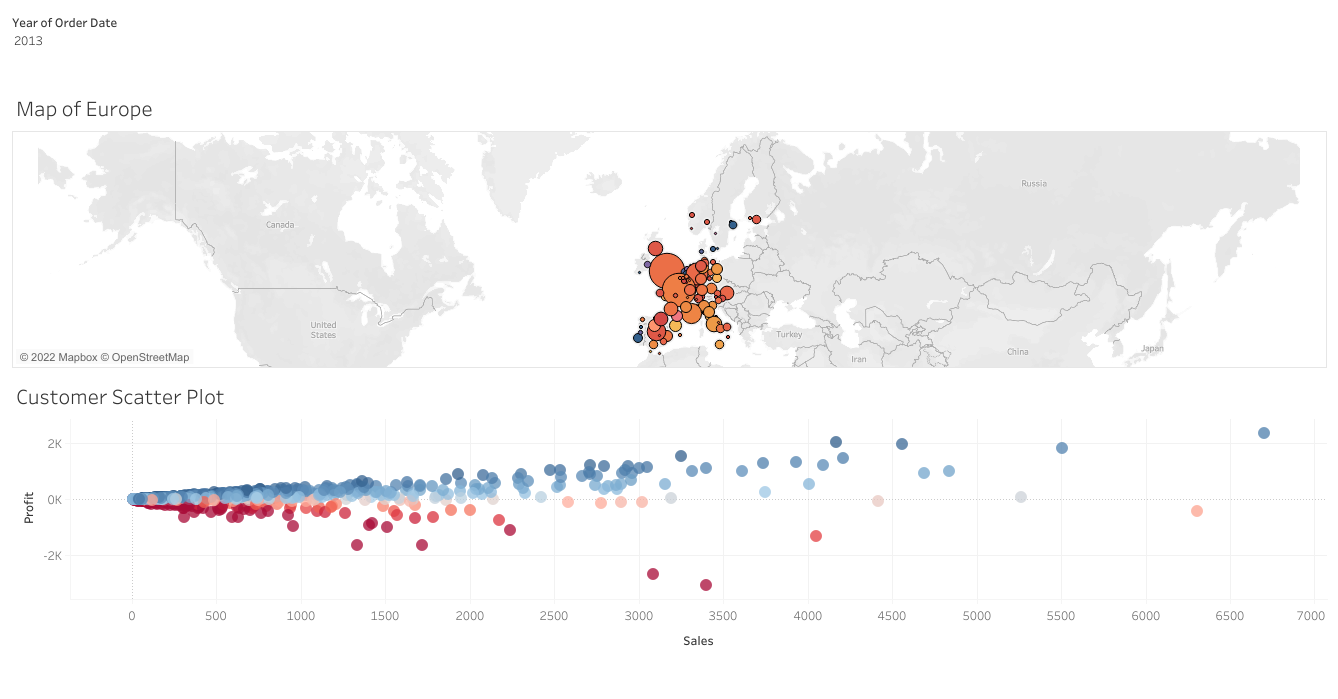 Year of Order Date
2013
Map of Europe
Russia
Canada
United
States
Turkey
Iran
China
Japan
© 2022 Mapbox © OpenStreetMap
Customer Scatter Plot
2K
0K
-2K
Profit
0 500 1000 1500 2000 2500 3000 3500 4000 4500 5000 5500 6000 6500 7000
Sales